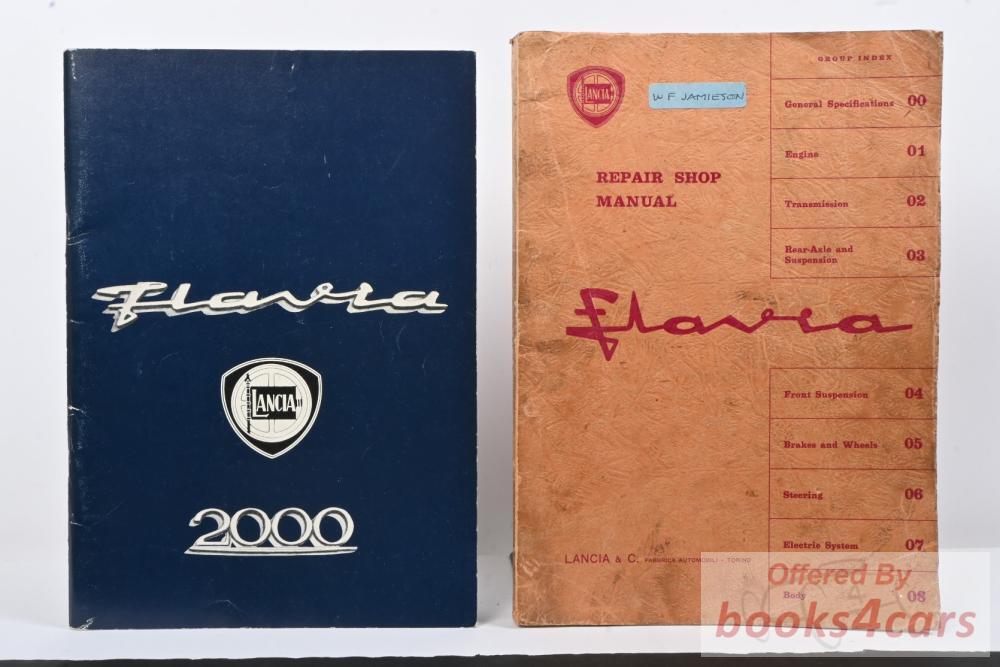 Flavia
LANCIA
2000
LANCIA
W F JAMIESON
REPAIR SHOP
MANUAL
Flavia
LANCIA & C. FABBRICA AUTOMOBILI - TORINO
GROUP INDEX
General Specifications 00
Engine 01
Transmission 02
Rear-Axle and
Suspension 03
Front Suspension 04
Brakes and Wheels 05
Steering 06
Electric System 07
Body 08
Offered By
books4cars